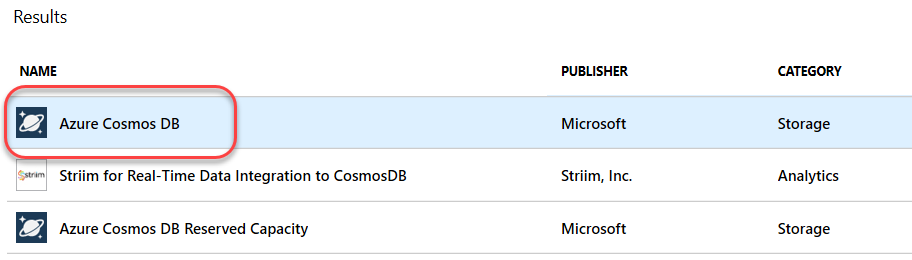 Results
NAME PUBLISHER CATEGORY
Azure Cosmos DB Microsoft Storage
striim Striim for Real-Time Data Integration to CosmosDB Striim, Inc. Analytics
Azure Cosmos DB Reserved Capacity Microsoft Storage